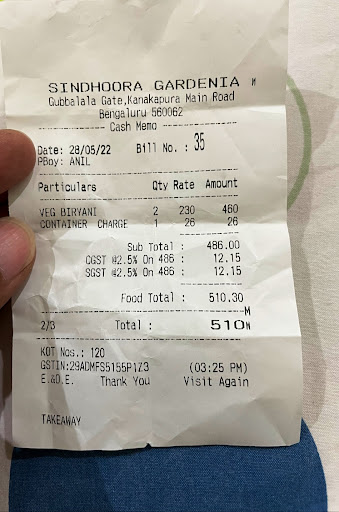 SINDHOORA GARDENIA M
Gubbalala Gate,Kanakapura Main Road
Bengaluru 560062
Cash Memo
Date: 28/05/22 Bill No. : 35
PBoy: ANIL
Particulars Qty Rate Amount
VEG BIRYANI 2 230 460
CONTAINER CHARGE 1 26 26
Sub Total : 486.00
CGST @2.5% On 486 : 12.15
SGST @2.5% On 486 : 12.15
Food Total : 510.30
M
2/3 Total : 510M
KOT Nos.: 120
GSTIN:29ADMFS5155P1Z3 (03:25 PM)
E.&O.E. Thank You Visit Again
TAKEAWAY